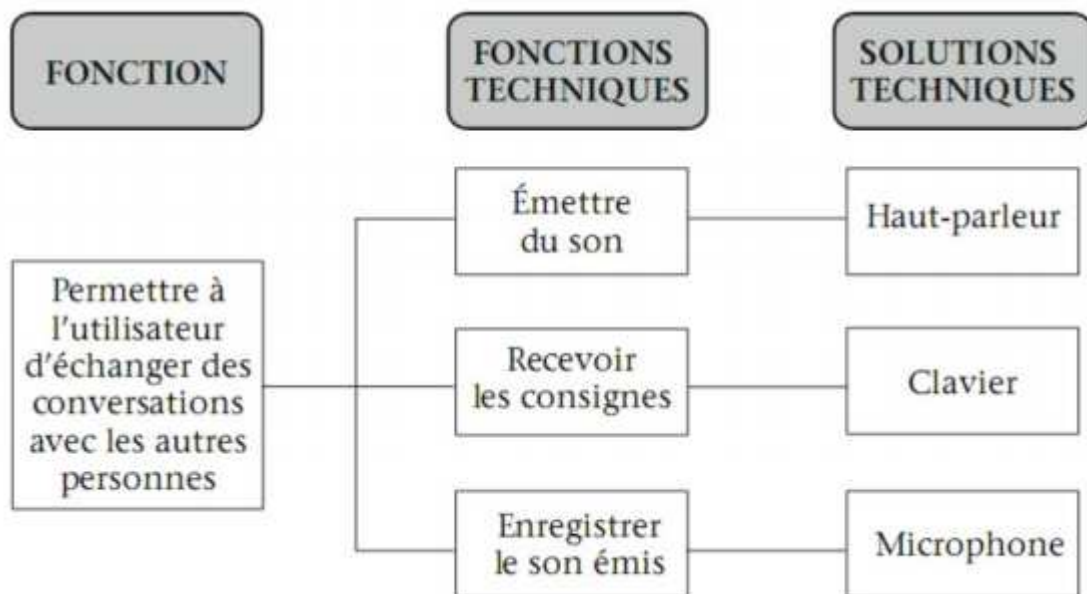 FONCTION
FONCTIONS
TECHNIQUES
SOLUTIONS
TECHNIQUES
Permettre à
l'utilisateur
d'échanger des
conversations
avec les autres
personnes
Émettre
du son
Haut-parleur
Recevoir
les consignes
Clavier
Enregistrer
le son émis
Microphone